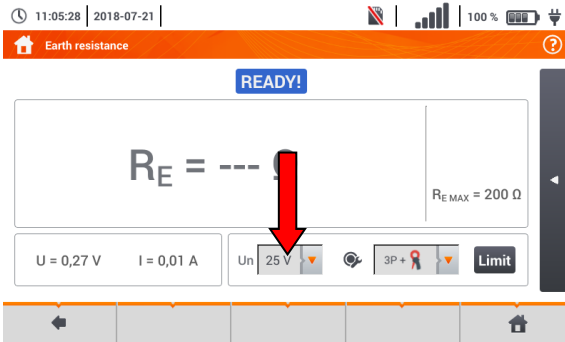 11:05:28 2018-07-21 100 %
Earth resistance ?
READY!
RE = --- Ω
RE MAX = 200 Ω
U = 0,27 V I = 0,01 A Un 25 V 3P + Limit